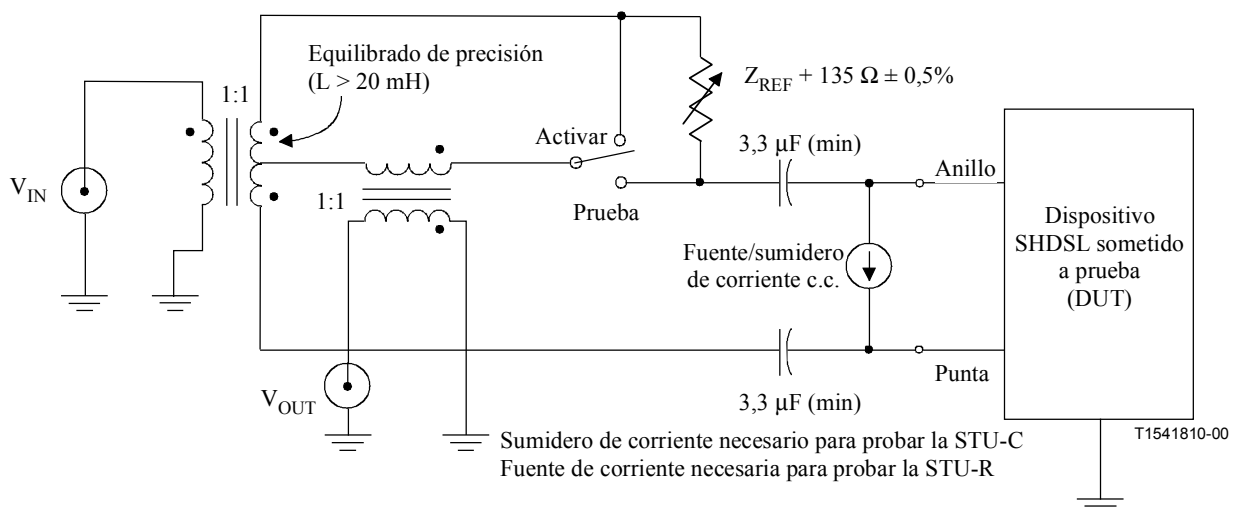 Equilibrado de precisión
(L > 20 mH)
1:1
Z_REF + 135 Ω ± 0,5%
Activar
3,3 µF (min)
Anillo
V_IN
1:1
Prueba
Dispositivo
SHDSL sometido
a prueba
(DUT)
Fuente/sumidero
de corriente c.c.
Punta
V_OUT
3,3 µF (min)
T1541810-00
Sumidero de corriente necesario para probar la STU-C
Fuente de corriente necesaria para probar la STU-R